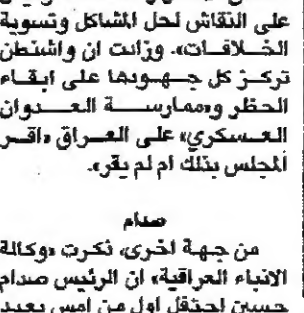 على النقاش لحل المشاكل وتسوية
الخلافات». وزادت ان واشنطن
تركز كل جهودها على ابقاء
الحظر و«ممارسة العدوان
العسكري» على العراق «اقر
المجلس بذلك ام لم يقر».
صدام
من جهة اخرى، ذكرت «وكالة
الانباء العراقية» ان الرئيس صدام
حسين احتفل اول من امس بعيد